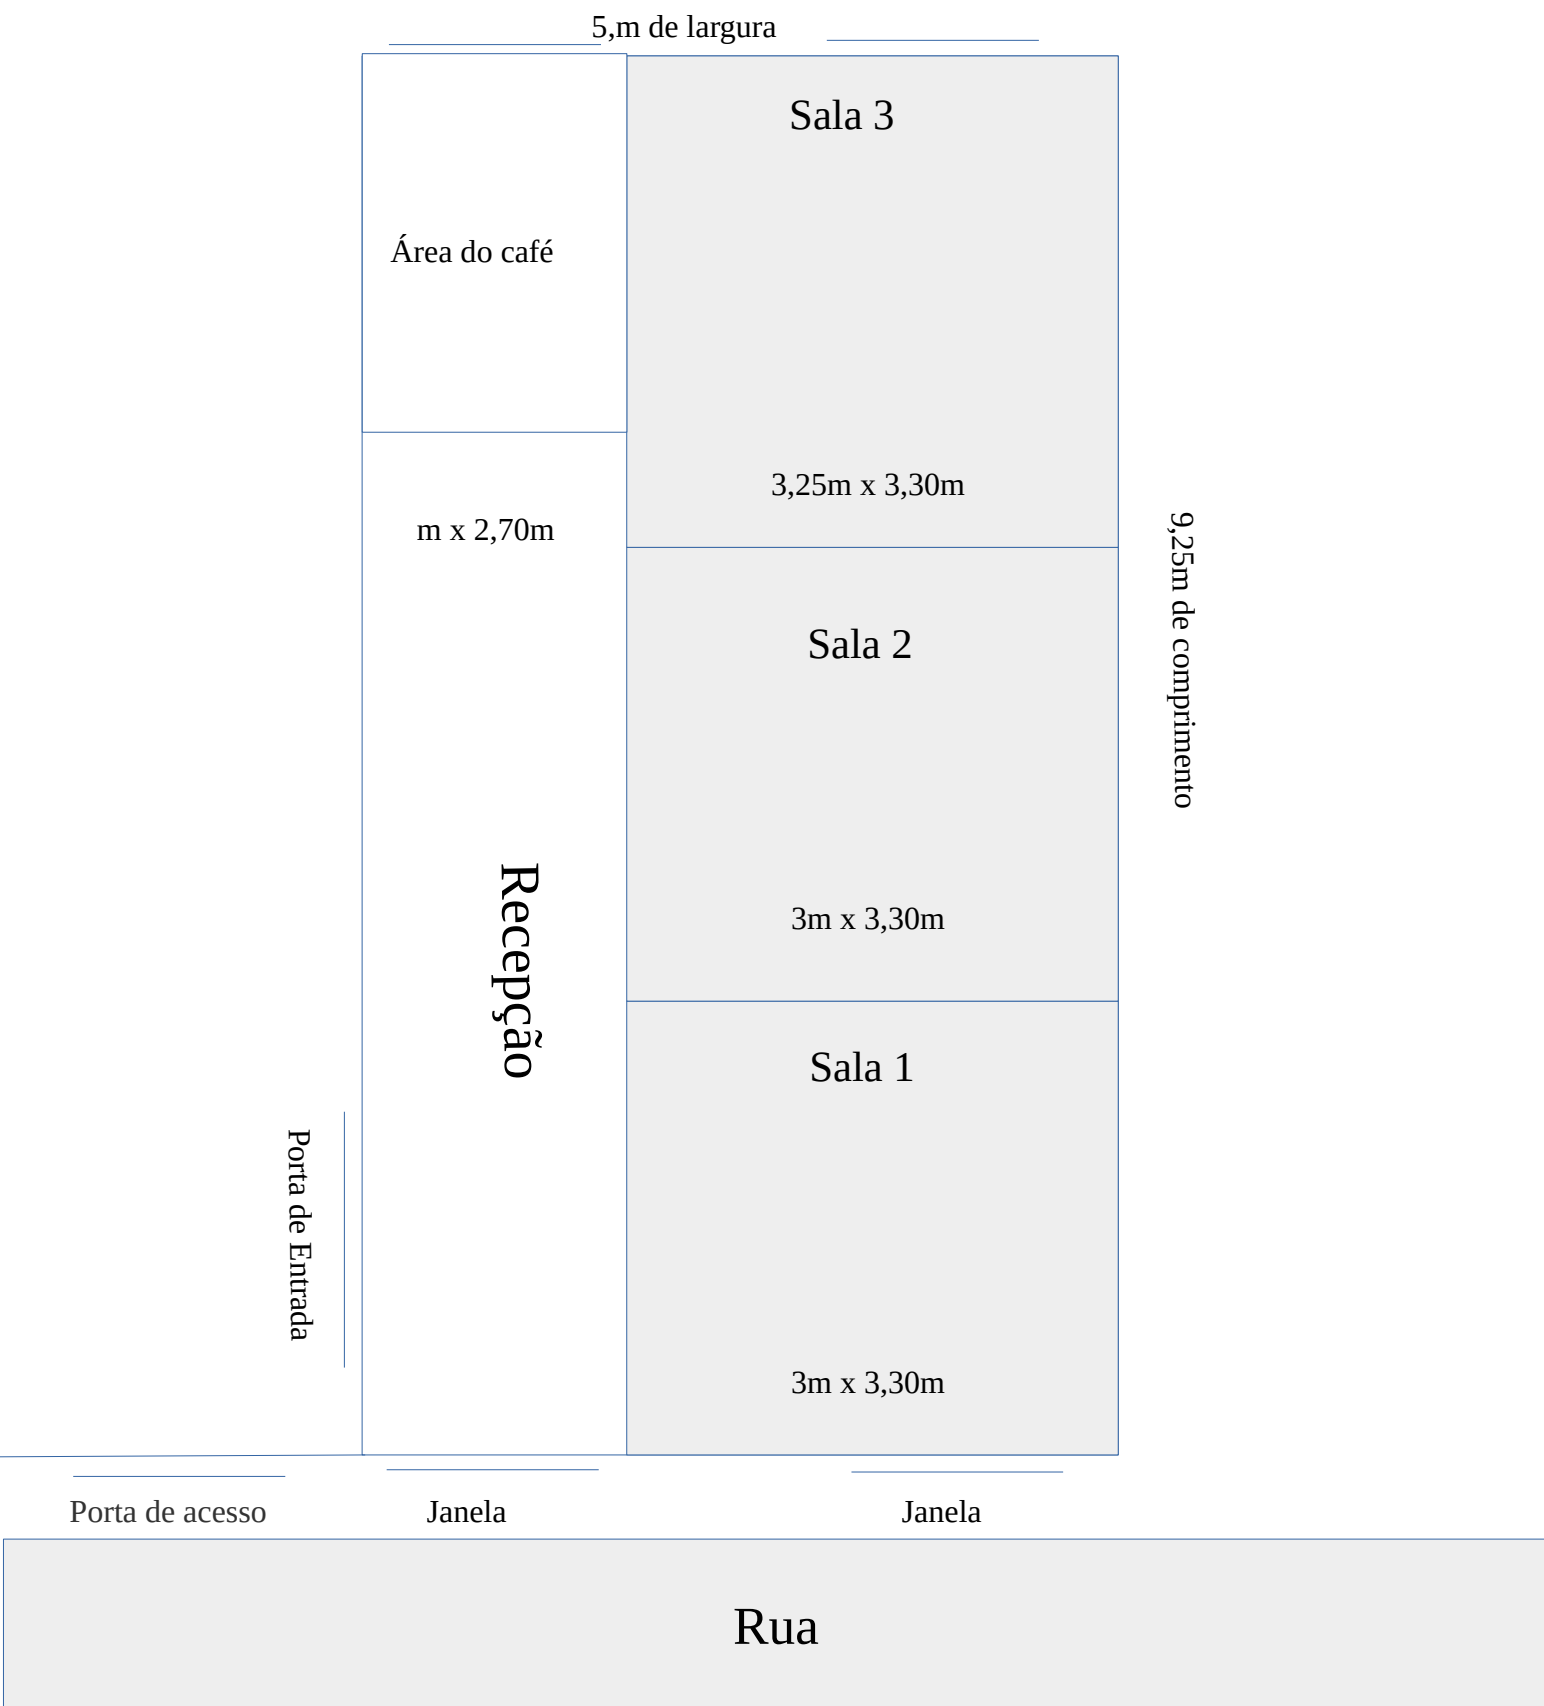 5,m de largura
Sala 3
Área do café
3,25m x 3,30m
m x 2,70m
9,25m de comprimento
Sala 2
Recepção
3m x 3,30m
Sala 1
Porta de Entrada
3m x 3,30m
Porta de acesso
Janela
Janela
Rua